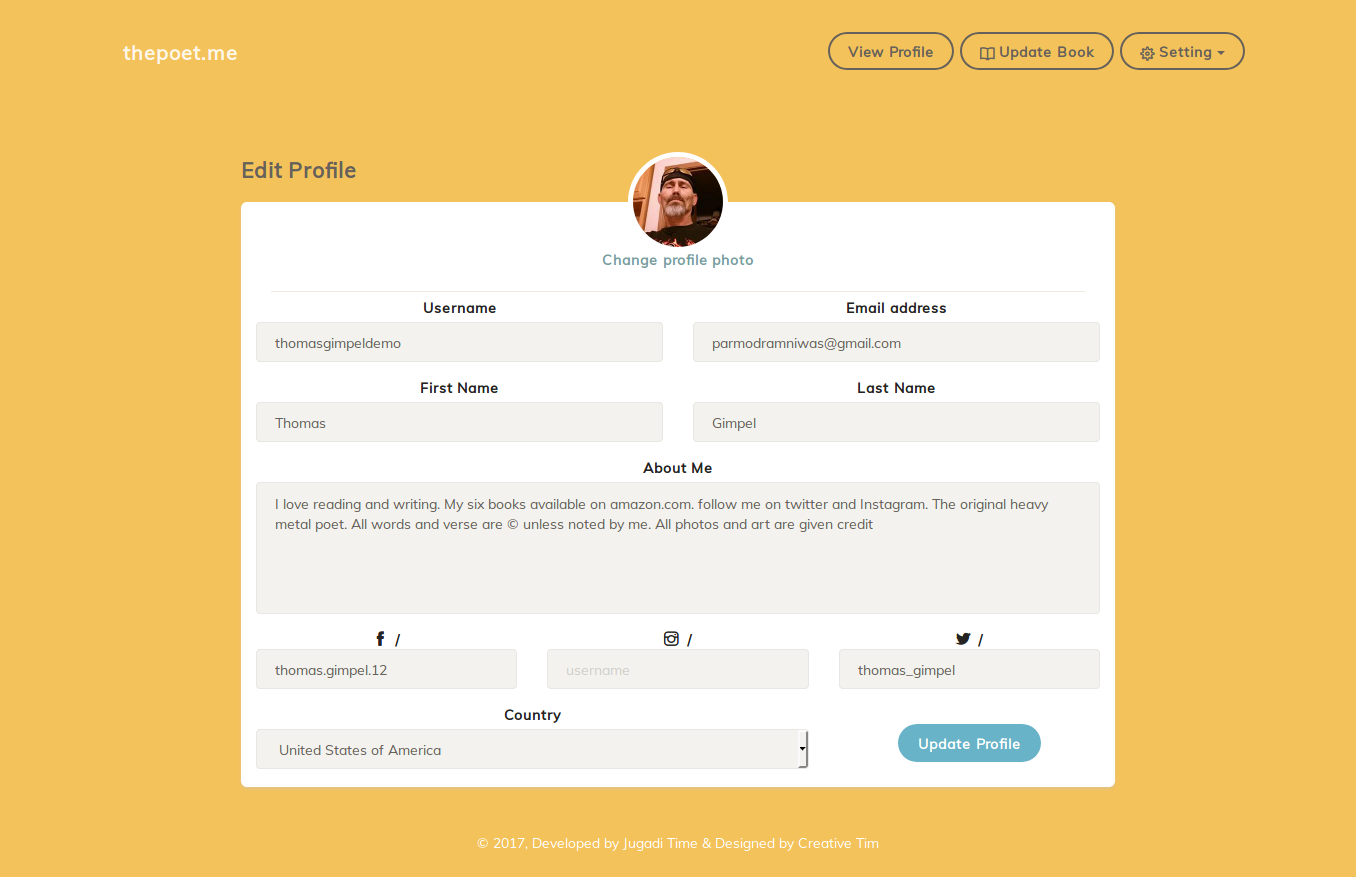 thepoet.me
View Profile
Update Book
Setting
Edit Profile
Change profile photo
Username
Email address
thomasgimpeldemo
parmodramniwas@gmail.com
First Name
Last Name
Thomas
Gimpel
About Me
I love reading and writing. My six books available on amazon.com. follow me on twitter and Instagram. The original heavy
metal poet. All words and verse are © unless noted by me. All photos and art are given credit
/
/
/
thomas.gimpel.12
username
thomas_gimpel
Country
United States of America
Update Profile
© 2017, Developed by Jugadi Time & Designed by Creative Tim